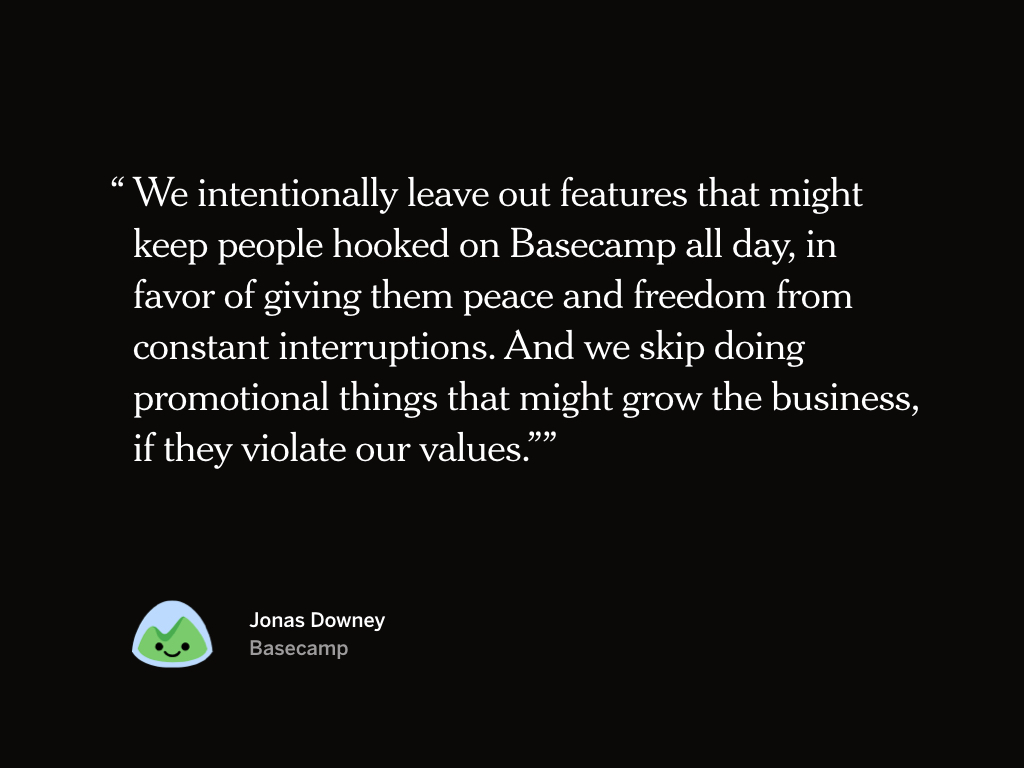 “ We intentionally leave out features that might
keep people hooked on Basecamp all day, in
favor of giving them peace and freedom from
constant interruptions. And we skip doing
promotional things that might grow the business,
if they violate our values.””
Jonas Downey
Basecamp